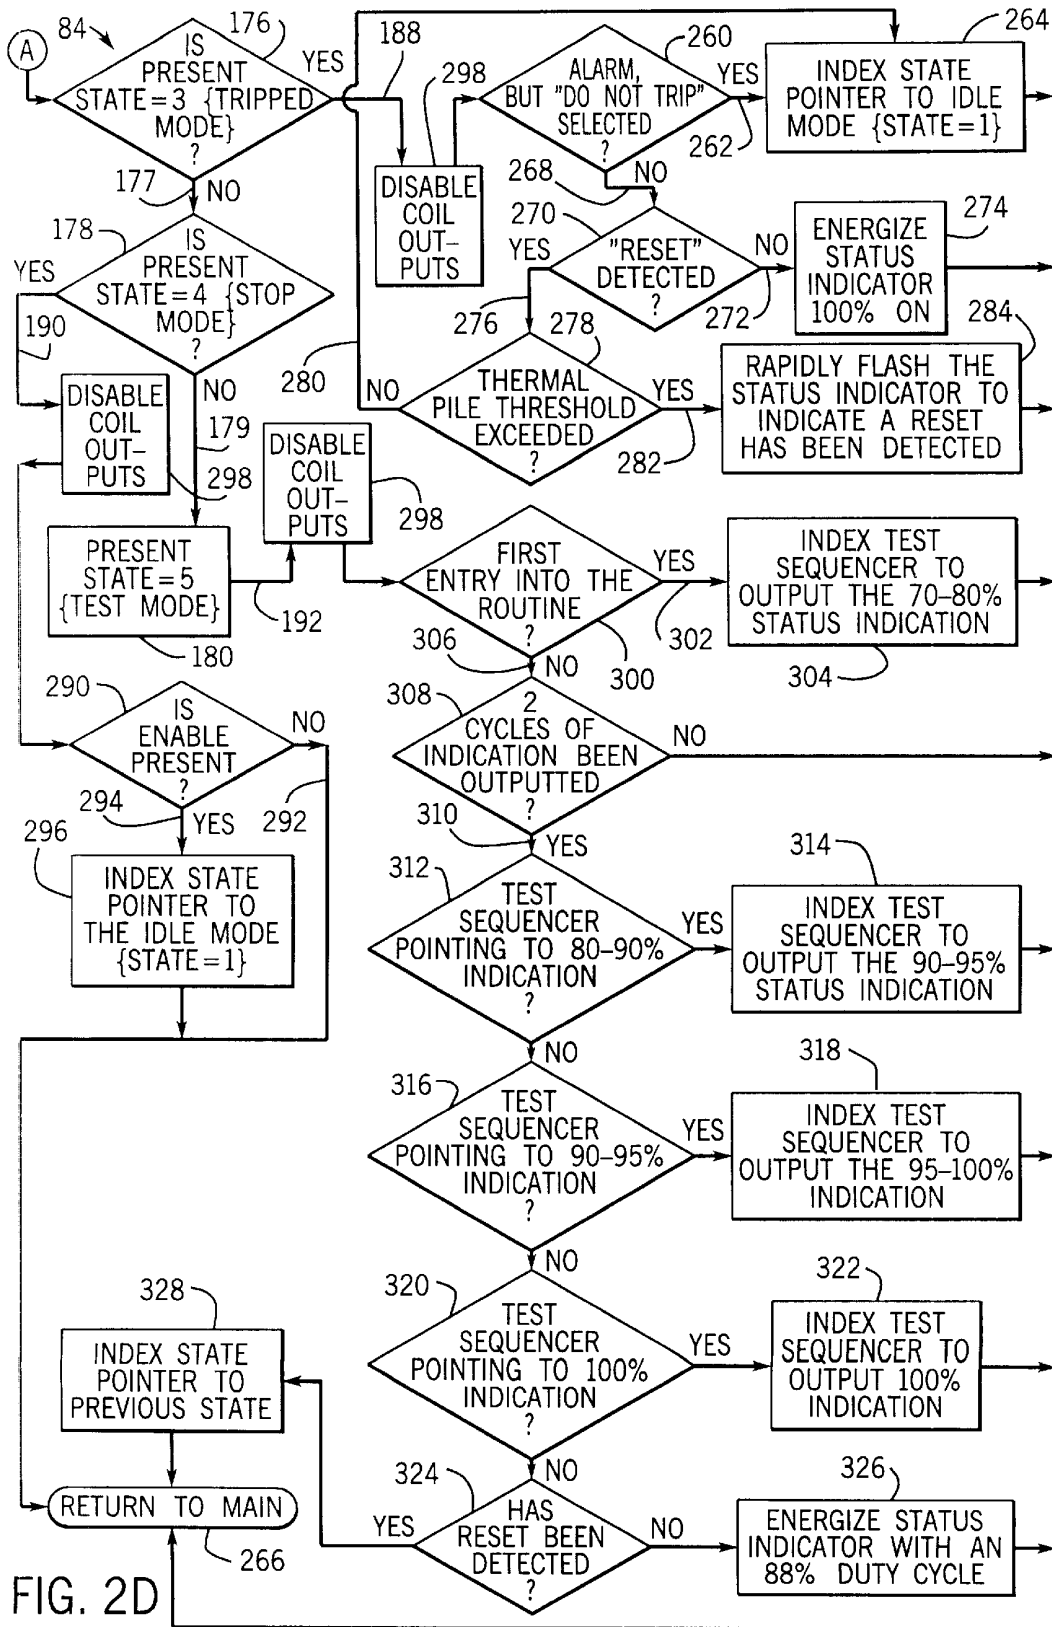 A
84
IS
PRESENT
STATE=3 {TRIPPED
MODE}
?
176
YES
188
177
NO
298
DISABLE
COIL
OUT-
PUTS
260
ALARM,
BUT "DO NOT TRIP"
SELECTED
?
YES
262
264
INDEX STATE
POINTER TO IDLE
MODE {STATE=1}
268
NO
270
"RESET"
DETECTED
?
YES
276
NO
272
274
ENERGIZE
STATUS
INDICATOR
100% ON
178
IS
PRESENT
STATE=4 {STOP
MODE}
?
YES
190
NO
179
DISABLE
COIL
OUT-
PUTS
298
278
THERMAL
PILE THRESHOLD
EXCEEDED
?
280
NO
YES
282
284
RAPIDLY FLASH THE
STATUS INDICATOR TO
INDICATE A RESET
HAS BEEN DETECTED
PRESENT
STATE=5
{TEST MODE}
180
192
DISABLE
COIL
OUT-
PUTS
298
FIRST
ENTRY INTO THE
ROUTINE
?
300
YES
302
INDEX TEST
SEQUENCER TO
OUTPUT THE 70–80%
STATUS INDICATION
304
306
NO
308
2
CYCLES OF
INDICATION BEEN
OUTPUTTED
?
NO
310
YES
290
IS
ENABLE
PRESENT
?
NO
292
294
YES
296
INDEX STATE
POINTER TO
THE IDLE MODE
{STATE=1}
312
TEST
SEQUENCER
POINTING TO 80–90%
INDICATION
?
YES
314
INDEX TEST
SEQUENCER TO
OUTPUT THE 90–95%
STATUS INDICATION
NO
316
TEST
SEQUENCER
POINTING TO 90–95%
INDICATION
?
YES
318
INDEX TEST
SEQUENCER TO
OUTPUT THE 95–100%
INDICATION
NO
320
TEST
SEQUENCER
POINTING TO 100%
INDICATION
?
YES
322
INDEX TEST
SEQUENCER TO
OUTPUT 100%
INDICATION
NO
324
HAS
RESET BEEN
DETECTED
?
YES
NO
326
ENERGIZE STATUS
INDICATOR WITH AN
88% DUTY CYCLE
328
INDEX STATE
POINTER TO
PREVIOUS STATE
RETURN TO MAIN
266
FIG. 2D